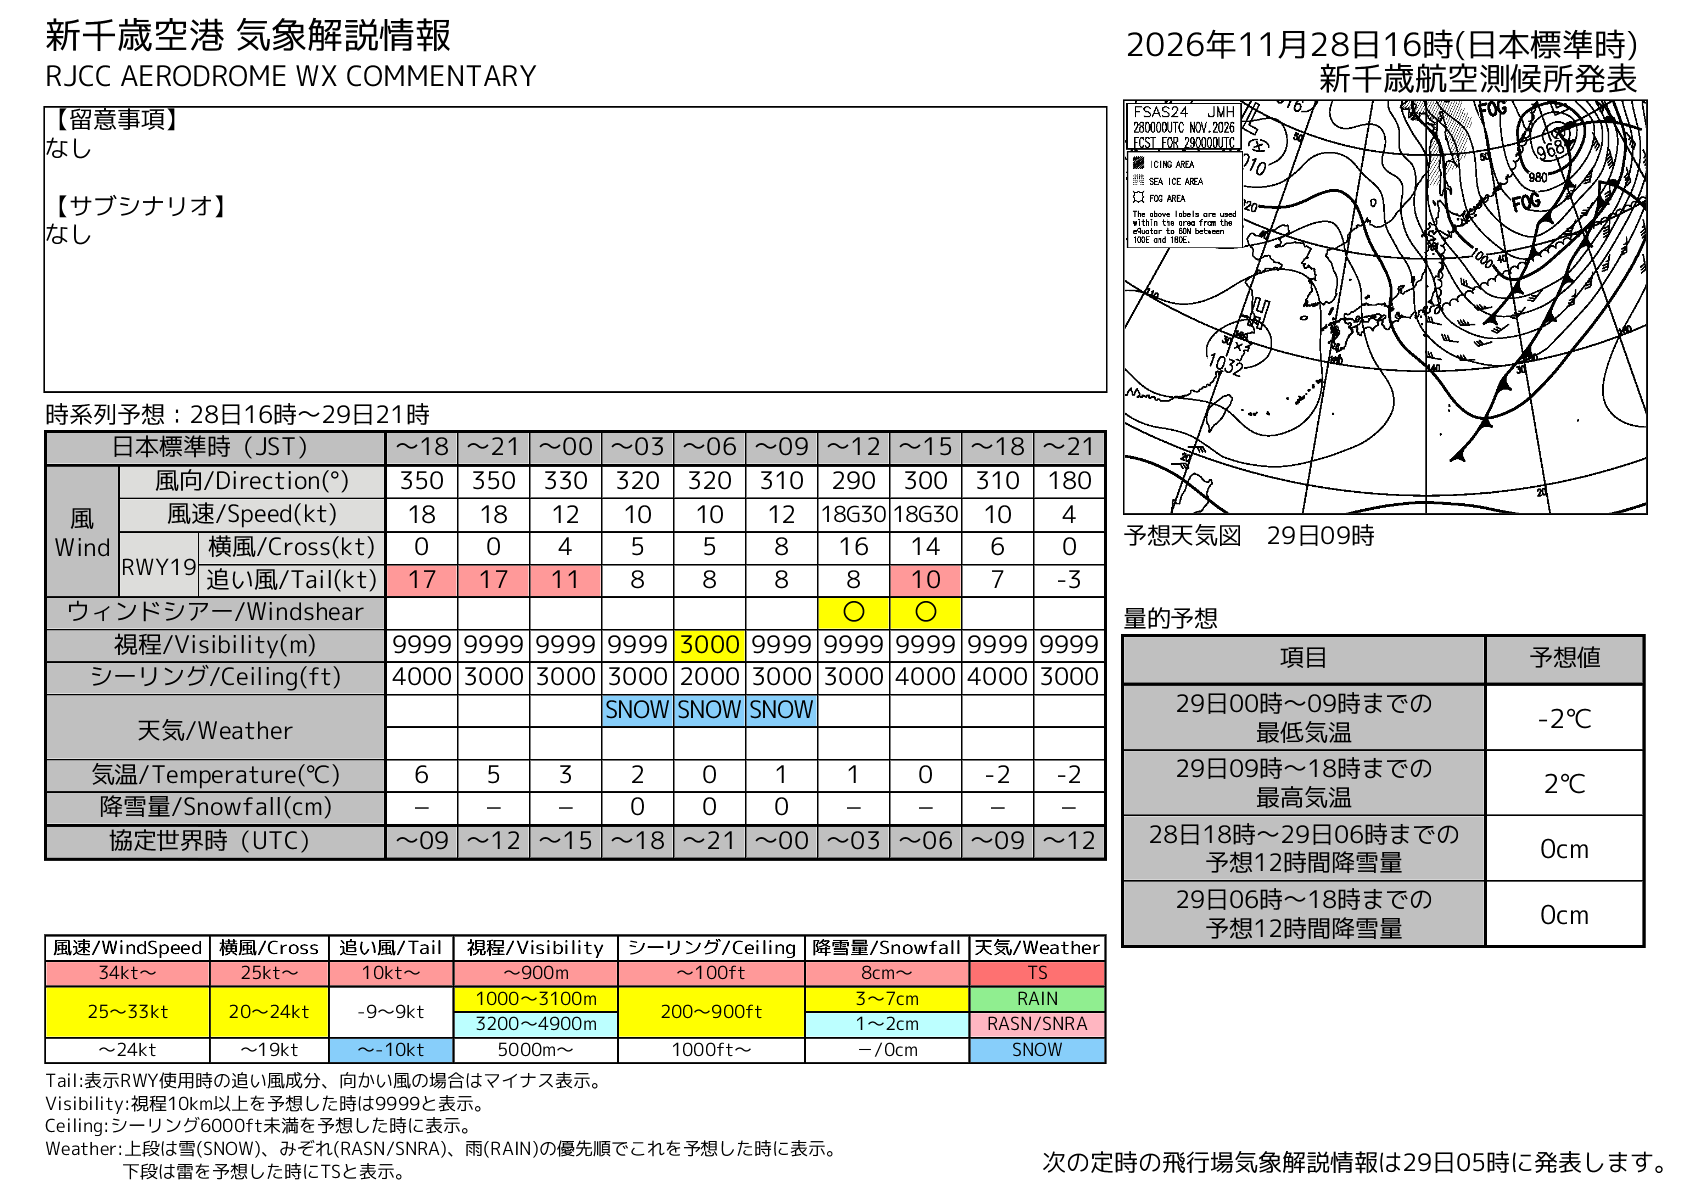 新千歳空港 気象解説情報
RJCC AERODROME WX COMMENTARY
2026年11月28日16時(日本標準時)
新千歳航空測候所発表
【留意事項】
なし
【サブシナリオ】
なし
FSAS24 JMH
280000UTC NOV.2026
FCST FOR 290000UTC
ICING AREA
SEA ICE AREA
FOG AREA
The above labels are used
within the area from the
equator to 60N between
100E and 180E.
FOG
968
980
FOG
1000
1032
予想天気図 29日09時
時系列予想：28日16時～29日21時
日本標準時（JST） ～18 ～21 ～00 ～03 ～06 ～09 ～12 ～15 ～18 ～21
風 Wind
風向/Direction(°) 350 350 330 320 320 310 290 300 310 180
風速/Speed(kt) 18 18 12 10 10 12 18G30 18G30 10 4
RWY19
横風/Cross(kt) 0 0 4 5 5 8 16 14 6 0
追い風/Tail(kt) 17 17 11 8 8 8 8 10 7 -3
ウィンドシアー/Windshear ○ ○
視程/Visibility(m) 9999 9999 9999 9999 3000 9999 9999 9999 9999 9999
シーリング/Ceiling(ft) 4000 3000 3000 3000 2000 3000 3000 4000 4000 3000
天気/Weather SNOW SNOW SNOW
気温/Temperature(℃) 6 5 3 2 0 1 1 0 -2 -2
降雪量/Snowfall(cm) － － － 0 0 0 － － － －
協定世界時（UTC） ～09 ～12 ～15 ～18 ～21 ～00 ～03 ～06 ～09 ～12
量的予想
項目 予想値
29日00時～09時までの
最低気温 -2℃
29日09時～18時までの
最高気温 2℃
28日18時～29日06時までの
予想12時間降雪量 0cm
29日06時～18時までの
予想12時間降雪量 0cm
風速/WindSpeed 横風/Cross 追い風/Tail 視程/Visibility シーリング/Ceiling 降雪量/Snowfall 天気/Weather
34kt～ 25kt～ 10kt～ ～900m ～100ft 8cm～ TS
25～33kt 20～24kt -9～9kt 1000～3100m 200～900ft 3～7cm RAIN
3200～4900m 1～2cm RASN/SNRA
～24kt ～19kt ～-10kt 5000m～ 1000ft～ －/0cm SNOW
Tail:表示RWY使用時の追い風成分、向かい風の場合はマイナス表示。
Visibility:視程10km以上を予想した時は9999と表示。
Ceiling:シーリング6000ft未満を予想した時に表示。
Weather:上段は雪(SNOW)、みぞれ(RASN/SNRA)、雨(RAIN)の優先順でこれを予想した時に表示。
下段は雷を予想した時にTSと表示。
次の定時の飛行場気象解説情報は29日05時に発表します。